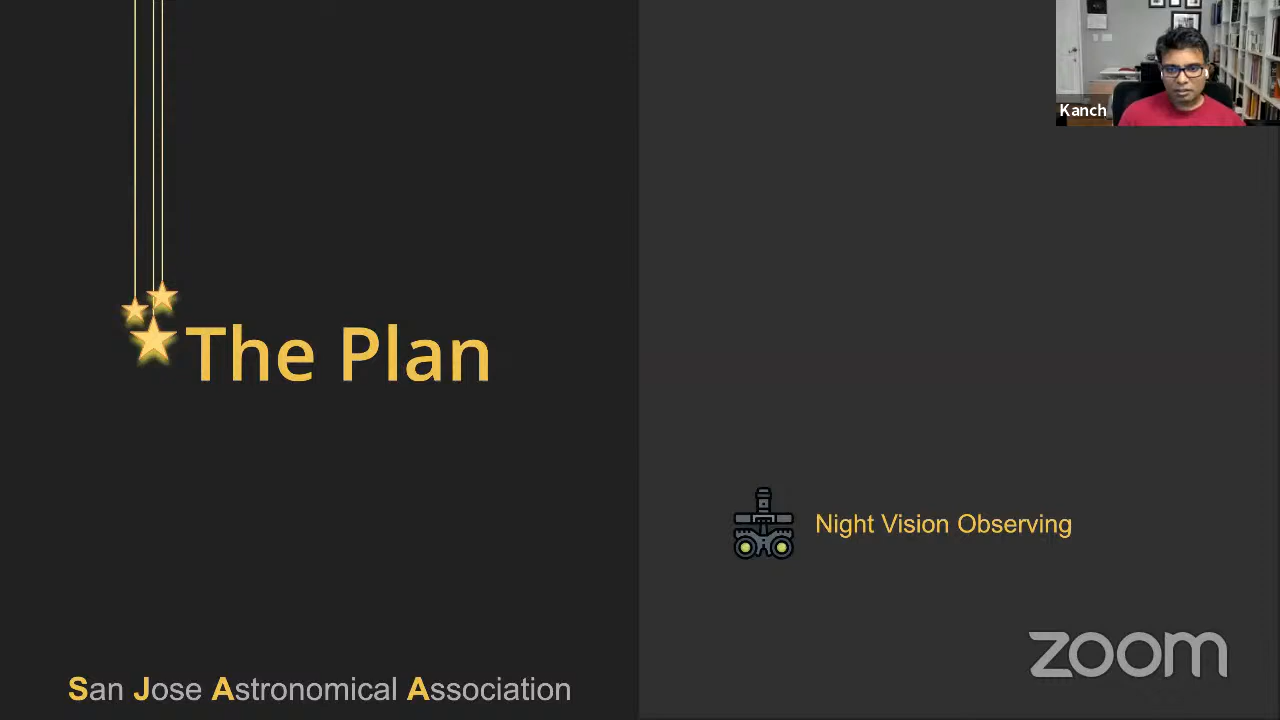 Kanch
The Plan
Night Vision Observing
zoom
San Jose Astronomical Association